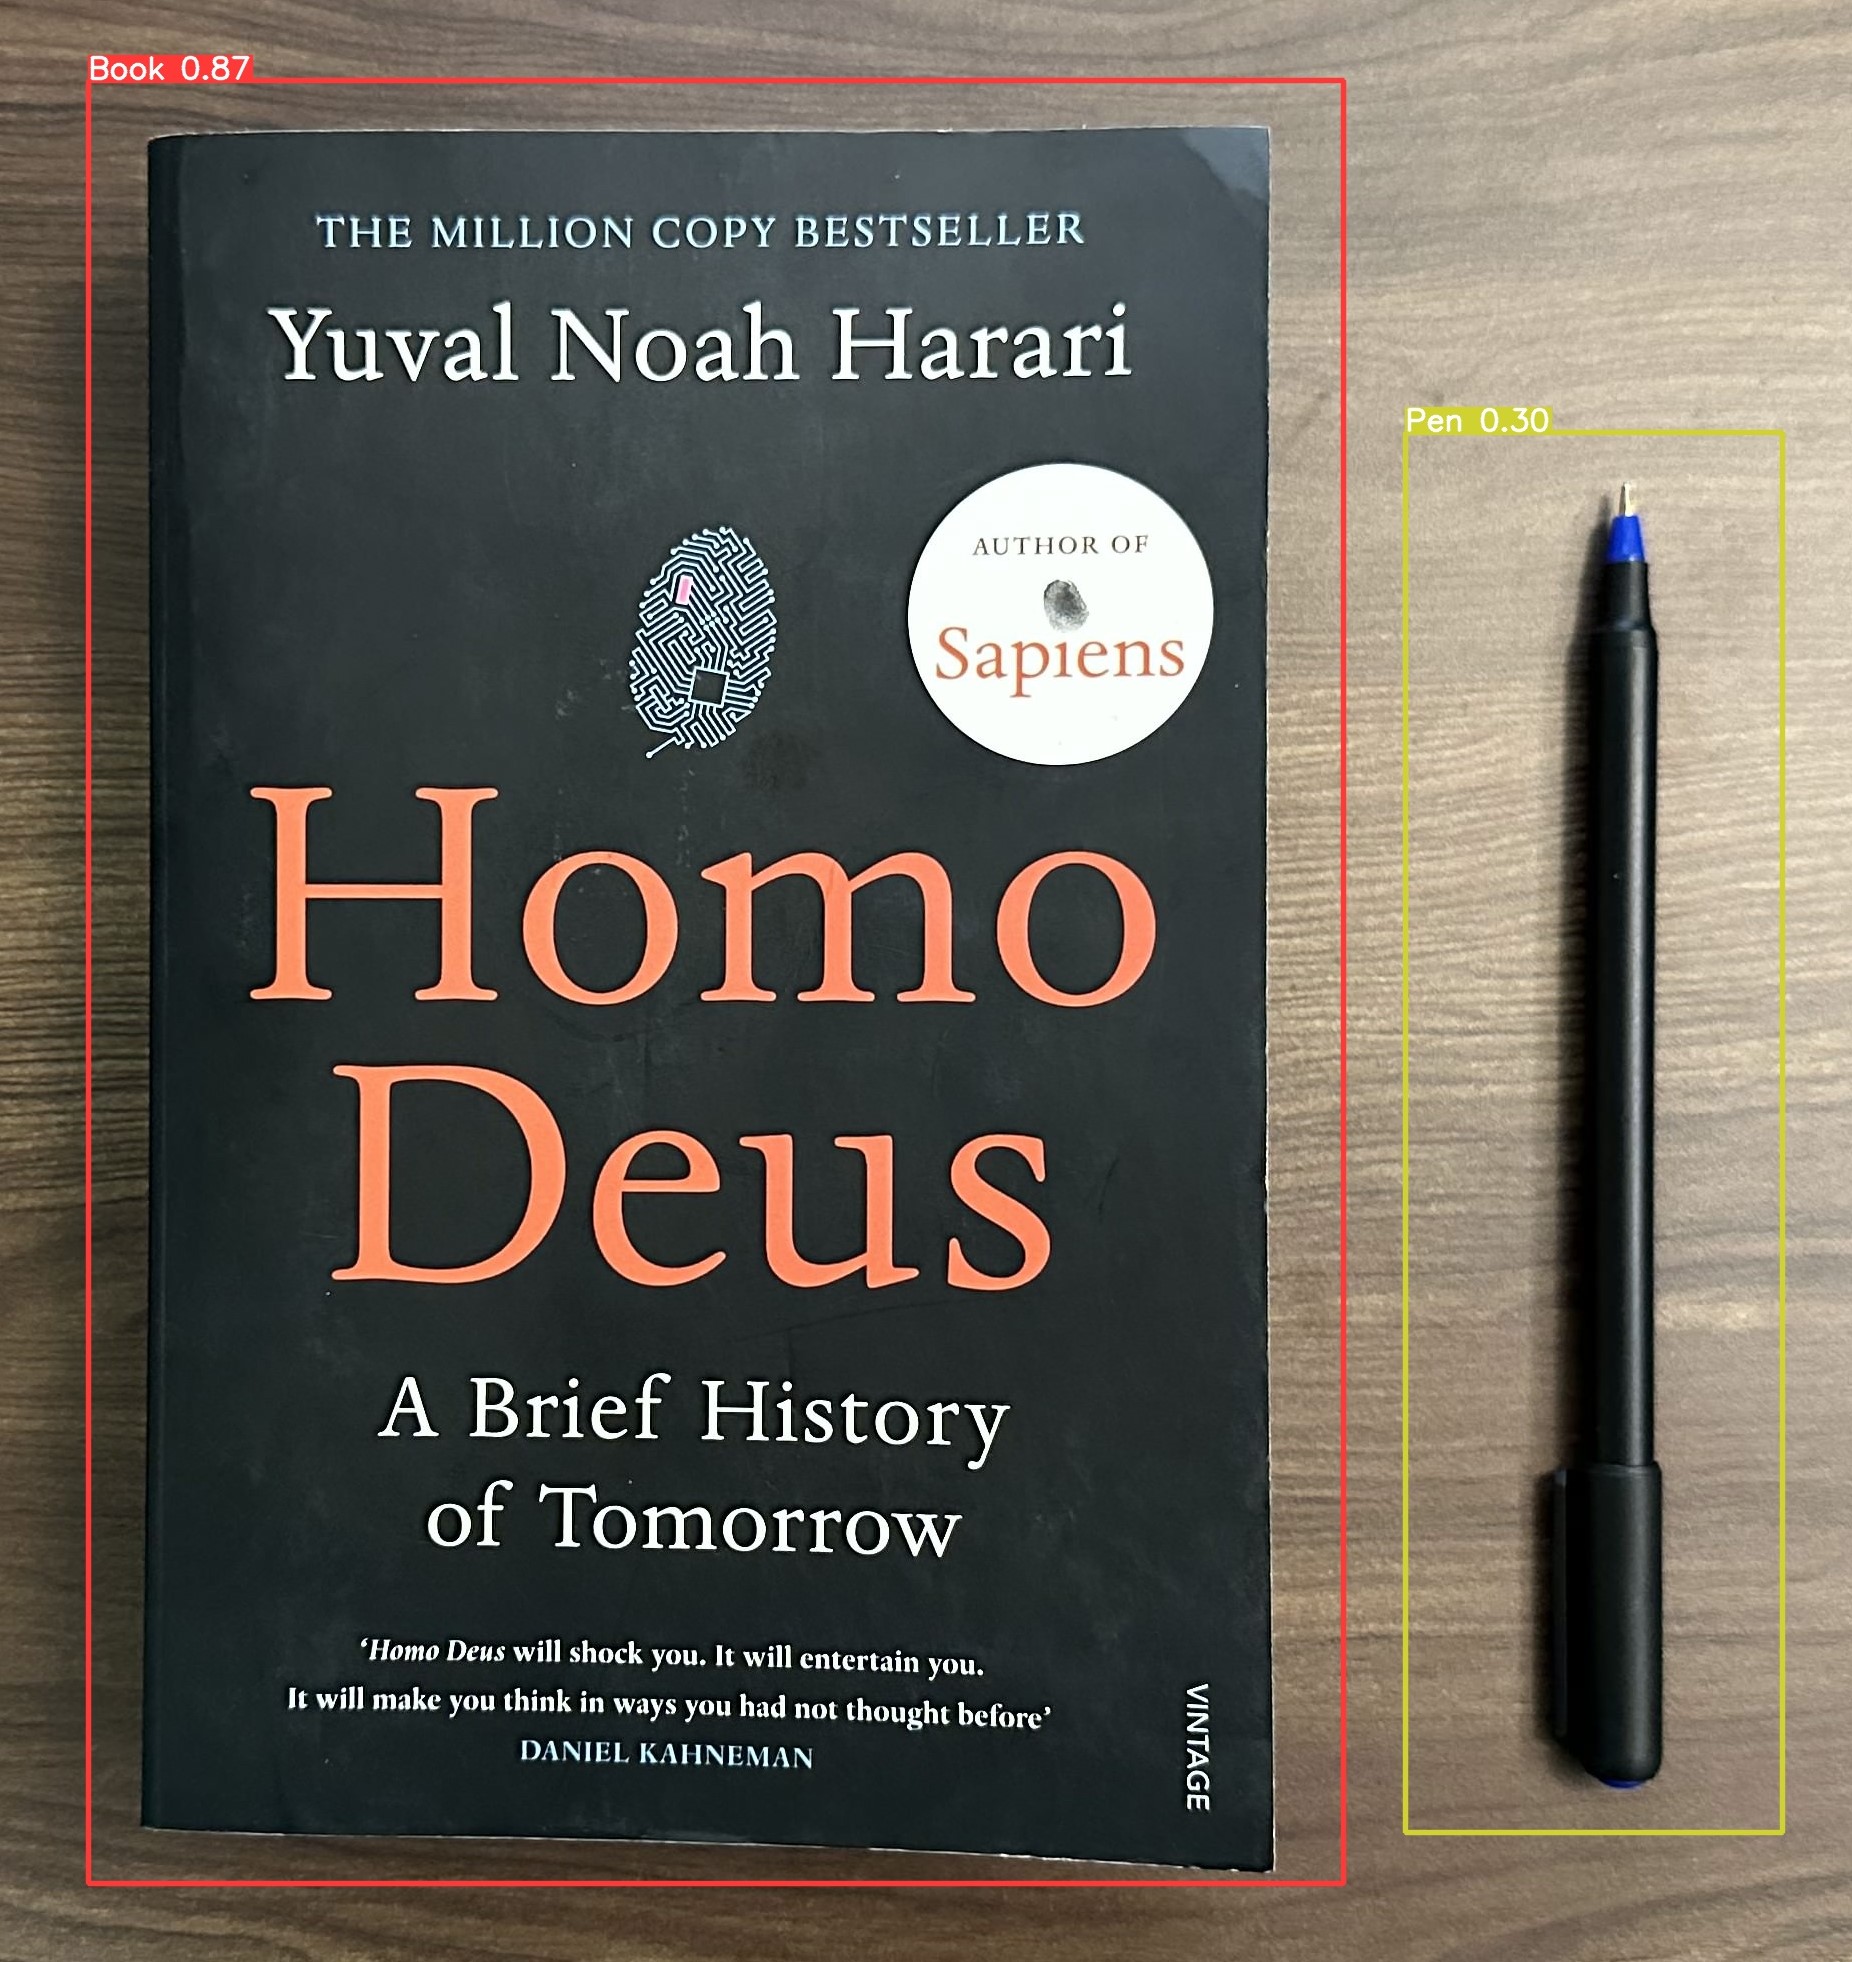 Book 0.87
THE MILLION COPY BESTSELLER
Yuval Noah Harari
Pen 0.30
AUTHOR OF
Sapiens
Homo
Deus
A Brief History
of Tomorrow
‘Homo Deus will shock you. It will entertain you.
It will make you think in ways you had not thought before’
DANIEL KAHNEMAN
VINTAGE